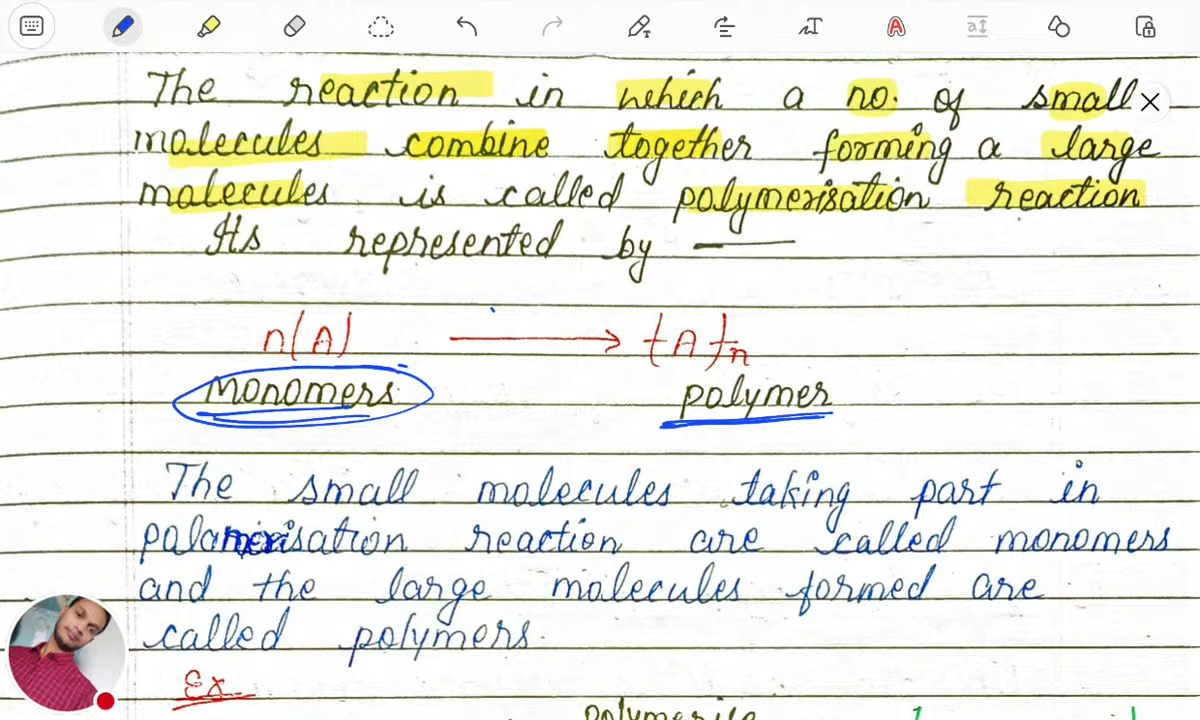 The reaction in which a no. of small
molecules combine together forming a large
molecules is called polymerisation reaction
Its represented by —
n(A) ⟶ ⟮A⟯n
monomers polymer
The small molecules taking part in
polamerisation reaction are called monomers
and the large molecules formed are
called polymers.
Ex.